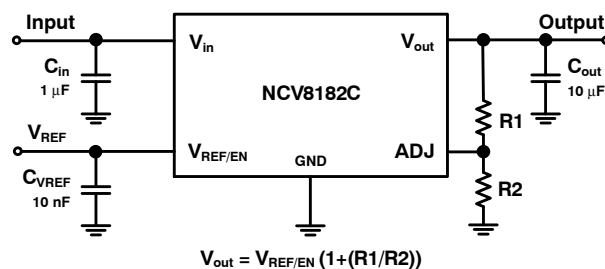 Input
Output
Vin
Vout
Cin
1 μF
NCV8182C
Cout
10 μF
R1
VREF
VREF/EN
GND
ADJ
CVREF
10 nF
R2
Vout = VREF/EN (1+(R1/R2))